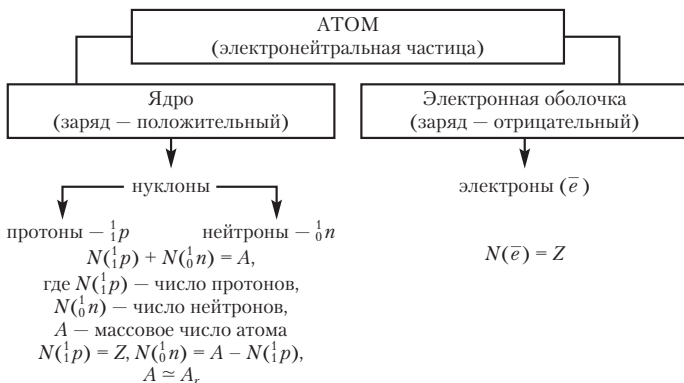 АТОМ
(электронейтральная частица)
Ядро
(заряд — положительный)
нуклоны
протоны — ¹₁p
нейтроны — ¹₀n
N(¹₁p) + N(¹₀n) = A,
где N(¹₁p) — число протонов,
N(¹₀n) — число нейтронов,
A — массовое число атома
N(¹₁p) = Z, N(¹₀n) = A — N(¹₁p),
A ≃ Aᵣ
Электронная оболочка
(заряд — отрицательный)
электроны (e̅)
N(e̅) = Z